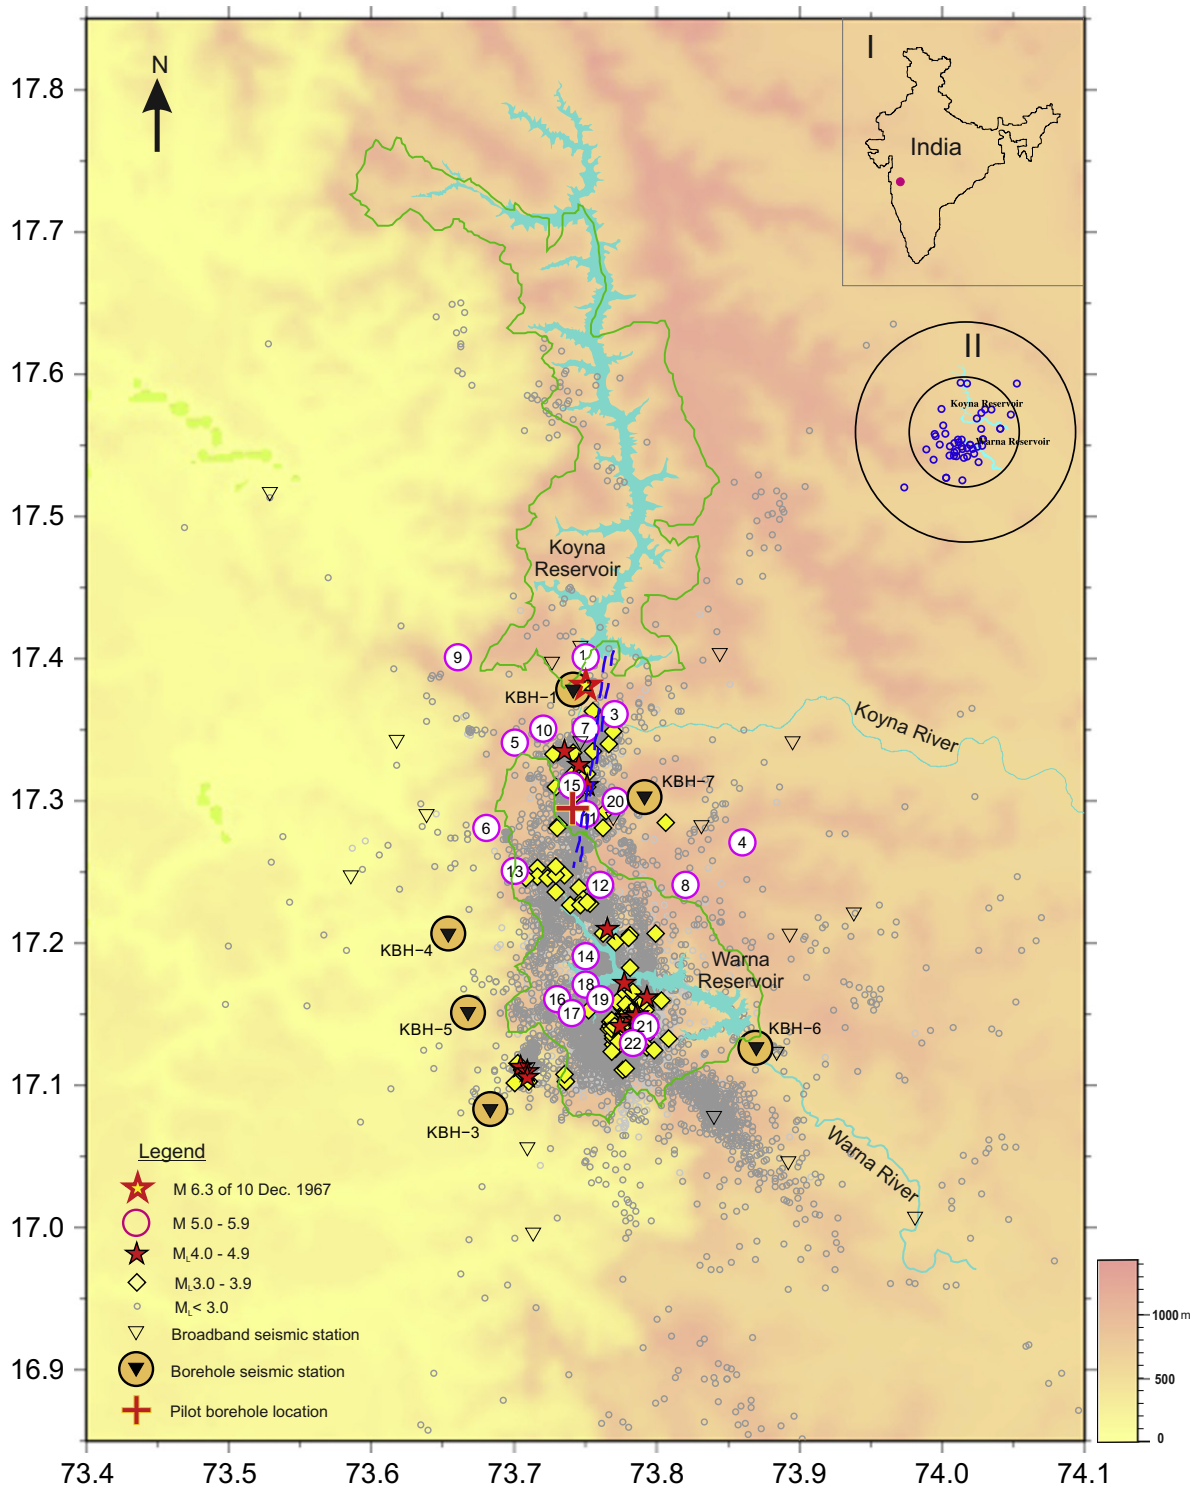 N
I
India
II
Koyna Reservoir
Warna Reservoir
17.8
17.7
17.6
17.5
17.4
17.3
17.2
17.1
17.0
16.9
Koyna
Reservoir
9
1
KBH−1
3
10
7
5
Koyna River
KBH−7
15
20
6
4
13
12
8
KBH−4
14
Warna
Reservoir
18
16
19
17
21
22
KBH−5
KBH−6
KBH−3
Warna River
Legend
M 6.3 of 10 Dec. 1967
M 5.0 - 5.9
ML4.0 - 4.9
ML3.0 - 3.9
ML< 3.0
Broadband seismic station
Borehole seismic station
Pilot borehole location
1000 m
500
0
73.4
73.5
73.6
73.7
73.8
73.9
74.0
74.1